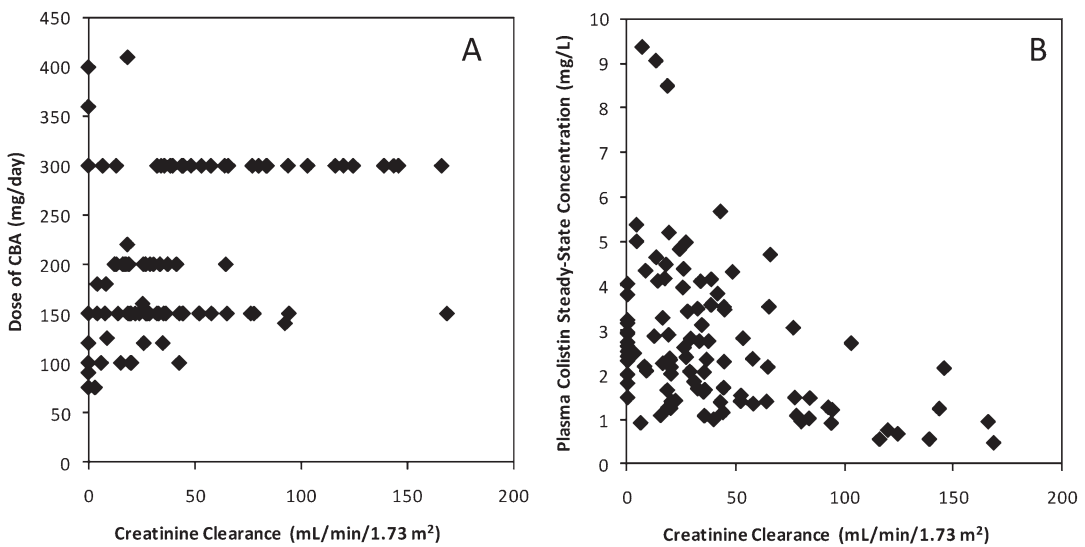 A
Dose of CBA (mg/day)
450
400
350
300
250
200
150
100
50
0
0 50 100 150 200
Creatinine Clearance (mL/min/1.73 m²)
B
Plasma Colistin Steady-State Concentration (mg/L)
10
9
8
7
6
5
4
3
2
1
0
0 50 100 150 200
Creatinine Clearance (mL/min/1.73 m²)